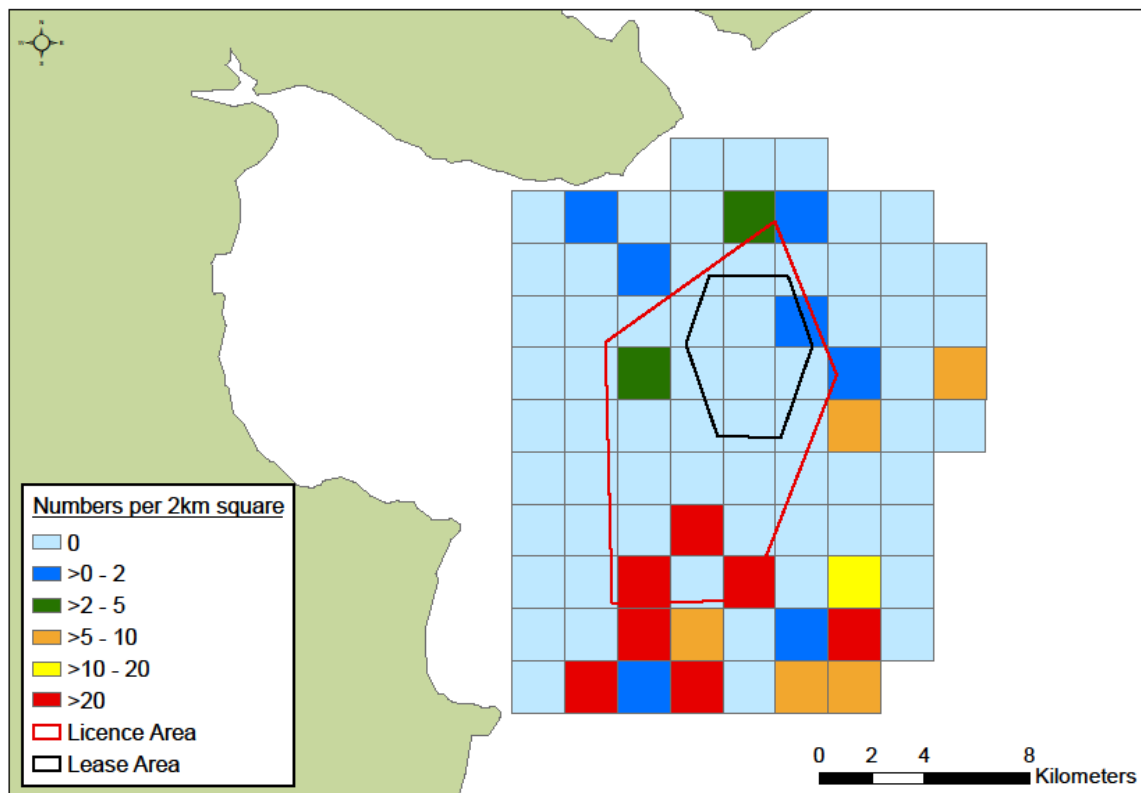 N
E
S
Numbers per 2km square
0
>0 - 2
>2 - 5
>5 - 10
>10 - 20
>20
Licence Area
Lease Area
0 2 4 8
Kilometers